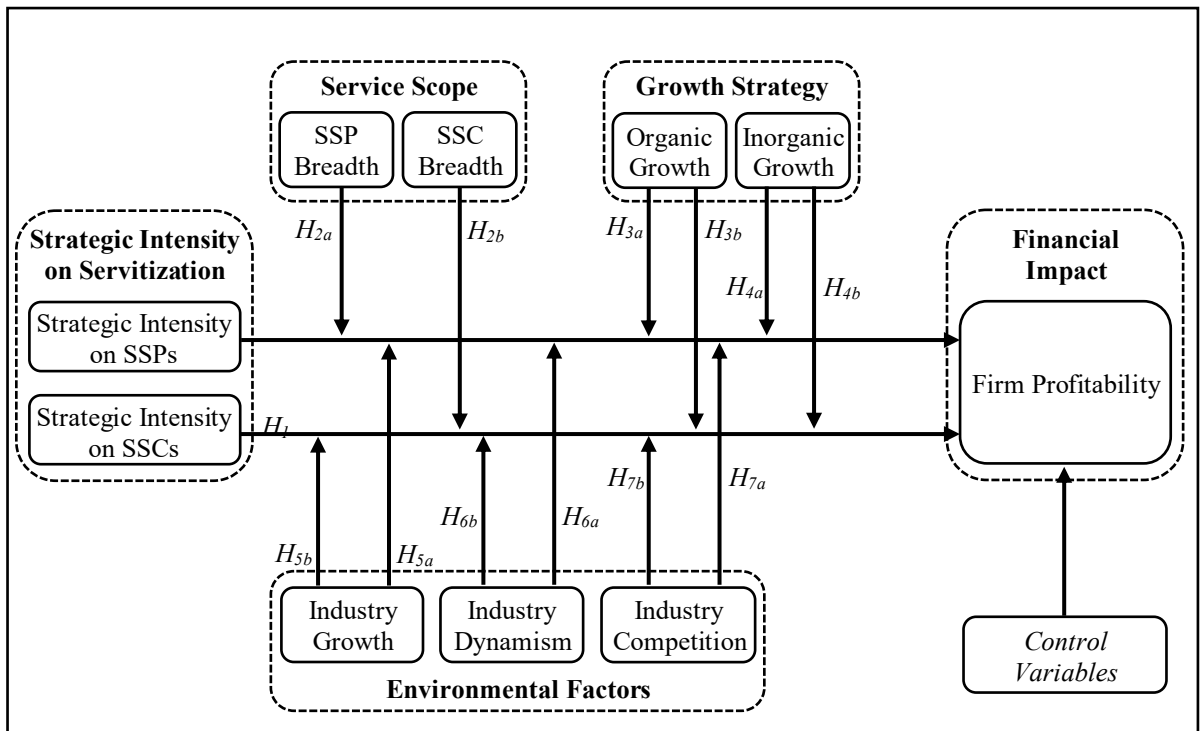 Service Scope
SSP
Breadth
SSC
Breadth
Growth Strategy
Organic
Growth
Inorganic
Growth
H2a
H2b
H3a
H3b
H4a
H4b
Strategic Intensity
on Servitization
Strategic Intensity
on SSPs
Strategic Intensity
on SSCs
H1
Financial
Impact
Firm Profitability
H5b
H5a
H6b
H6a
H7b
H7a
Industry
Growth
Industry
Dynamism
Industry
Competition
Environmental Factors
Control
Variables